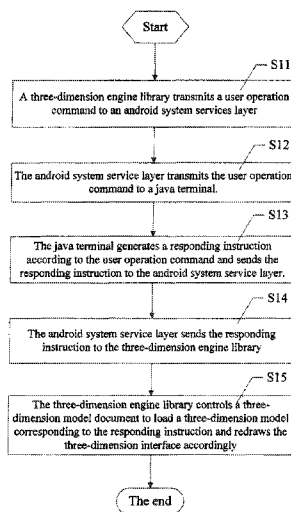 Start
S11
A three-dimension engine library transmits a user operation
command to an android system services layer
S12
The android system service layer transmits the user operation
command to a java terminal.
S13
The java terminal generates a responding instruction
according to the user operation command and sends the
responding instruction to the android system service layer.
S14
The android system service layer sends the responding
instruction to the three-dimension engine library
S15
The three-dimension engine library controls a three-
dimension model document to load a three-dimension model
corresponding to the responding instruction and redraws the
three-dimension interface accordingly
The end